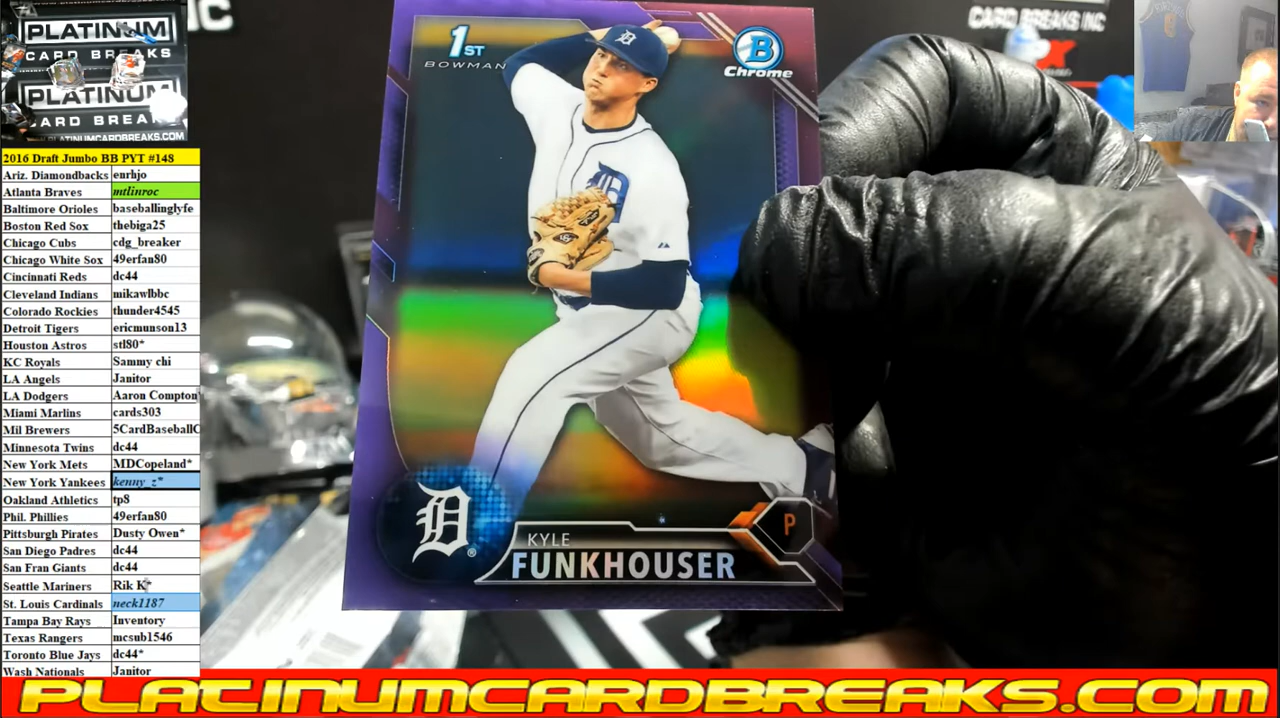 PLATINUM
CARD BREAKS
PLATINUM
CARD BREAK
PLATINUMCARDBREAKS.COM
INC
CARD BREAKS INC
1ST
BOWMAN
B
Chrome
D
D
D
KYLE
FUNKHOUSER
P
2016 Draft Jumbo BB PYT #148
Ariz. Diamondbacks enrhjo
Atlanta Braves mtlinroc
Baltimore Orioles baseballinglyfe
Boston Red Sox thebiga25
Chicago Cubs cdg_breaker
Chicago White Sox 49erfan80
Cincinnati Reds dc44
Cleveland Indians mikawlbbc
Colorado Rockies thunder4545
Detroit Tigers ericmunson13
Houston Astros stl80*
KC Royals Sammy chi
LA Angels Janitor
LA Dodgers Aaron Compton
Miami Marlins cards303
Mil Brewers 5CardBaseballC
Minnesota Twins dc44
New York Mets MDCopeland*
New York Yankees kenny_z*
Oakland Athletics tp8
Phil. Phillies 49erfan80
Pittsburgh Pirates Dusty Owen*
San Diego Padres dc44
San Fran Giants dc44
Seattle Mariners Rik K*
St. Louis Cardinals neck1187
Tampa Bay Rays Inventory
Texas Rangers mcsub1546
Toronto Blue Jays dc44*
Wash Nationals Janitor
PLATINUMCARDBREAKS.COM